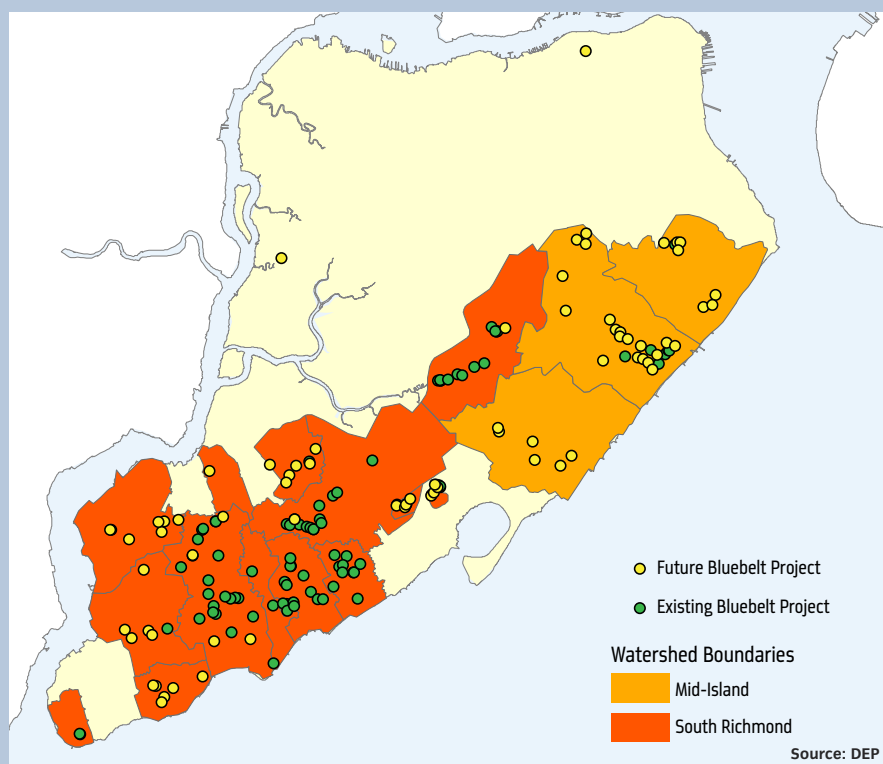 Future Bluebelt Project
Existing Bluebelt Project
Watershed Boundaries
Mid-Island
South Richmond
Source: DEP